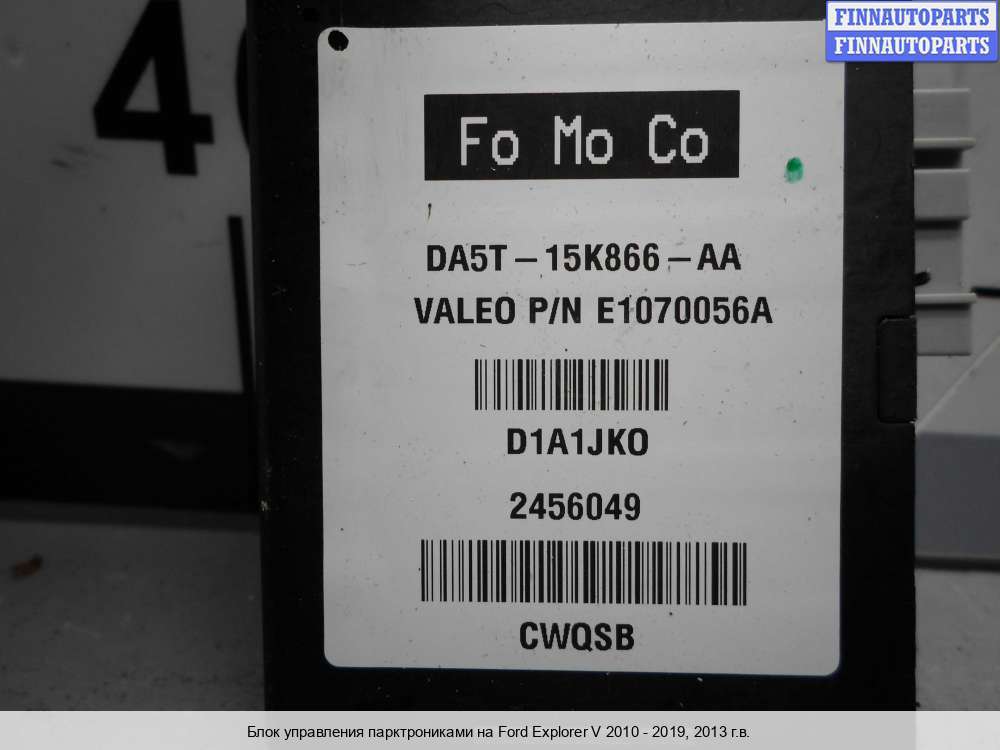 FINNAUTOPARTS
FINNAUTOPARTS
4
Fo Mo Co
DA5T-15K866-AA
VALEO P/N E1070056A
D1A1JKO
2456049
CWQSB
Блок управления парктрониками на Ford Explorer V 2010 - 2019, 2013 г.в.